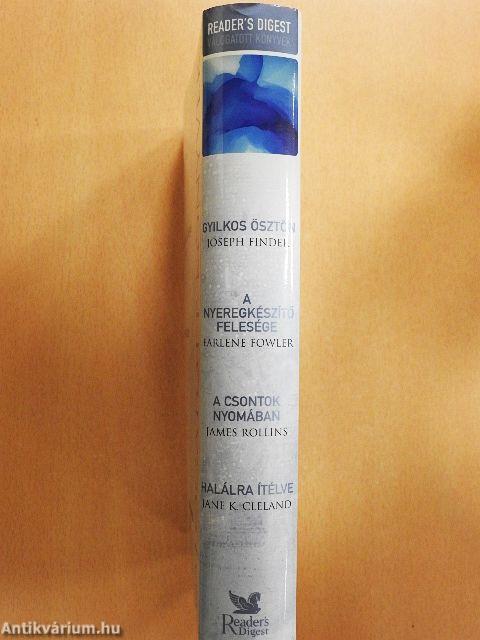 READER'S DIGEST
VÁLOGATOTT KÖNYVEK
GYILKOS ÖSZTÖN
JOSEPH FINDER
A
NYEREGKÉSZÍTŐ
FELESÉGE
EARLENE FOWLER
A CSONTOK
NYOMÁBAN
JAMES ROLLINS
HALÁLRA ÍTÉLVE
JANE K. CLELAND
Reader's
Digest
Antikvárium.hu